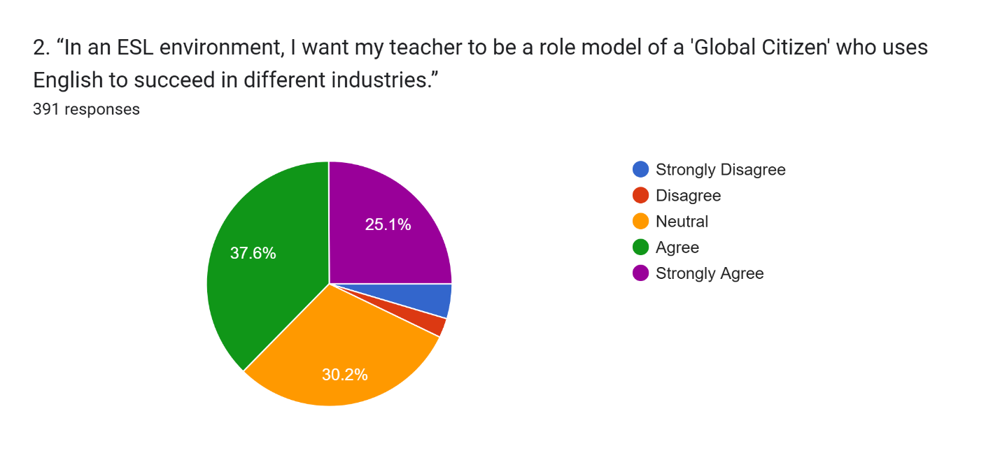 2. “In an ESL environment, I want my teacher to be a role model of a 'Global Citizen' who uses
English to succeed in different industries.”
391 responses
25.1%
37.6%
30.2%
Strongly Disagree
Disagree
Neutral
Agree
Strongly Agree